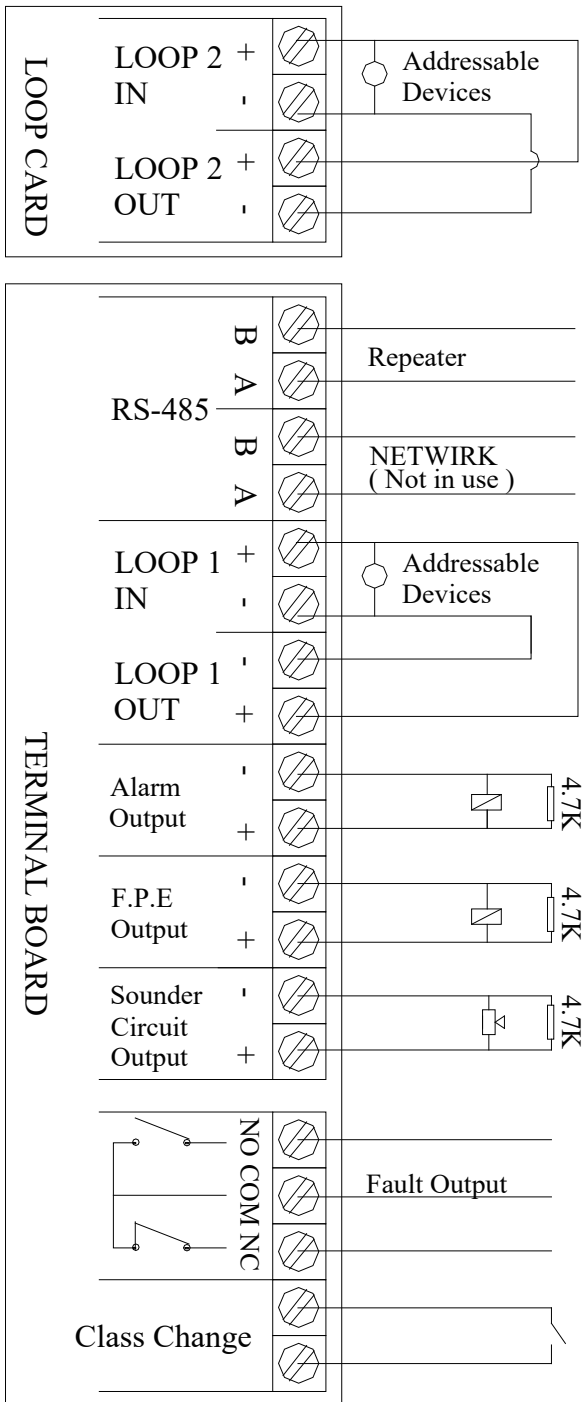 LOOP CARD
LOOP 2 +
IN -
LOOP 2 +
OUT -
Addressable
Devices
TERMINAL BOARD
RS-485
B
A
B
A
Repeater
NETWIRK
( Not in use )
LOOP 1 +
IN -
LOOP 1 -
OUT +
Addressable
Devices
Alarm -
Output +
4.7K
F.P.E -
Output +
4.7K
Sounder -
Circuit
Output +
4.7K
NO COM NC
Fault Output
Class Change